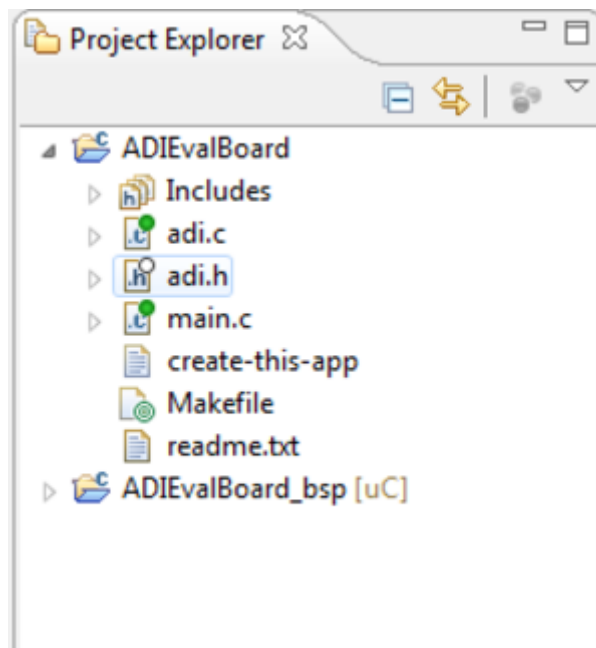 Project Explorer
ADIEvalBoard
Includes
adi.c
adi.h
main.c
create-this-app
Makefile
readme.txt
ADIEvalBoard_bsp [uC]